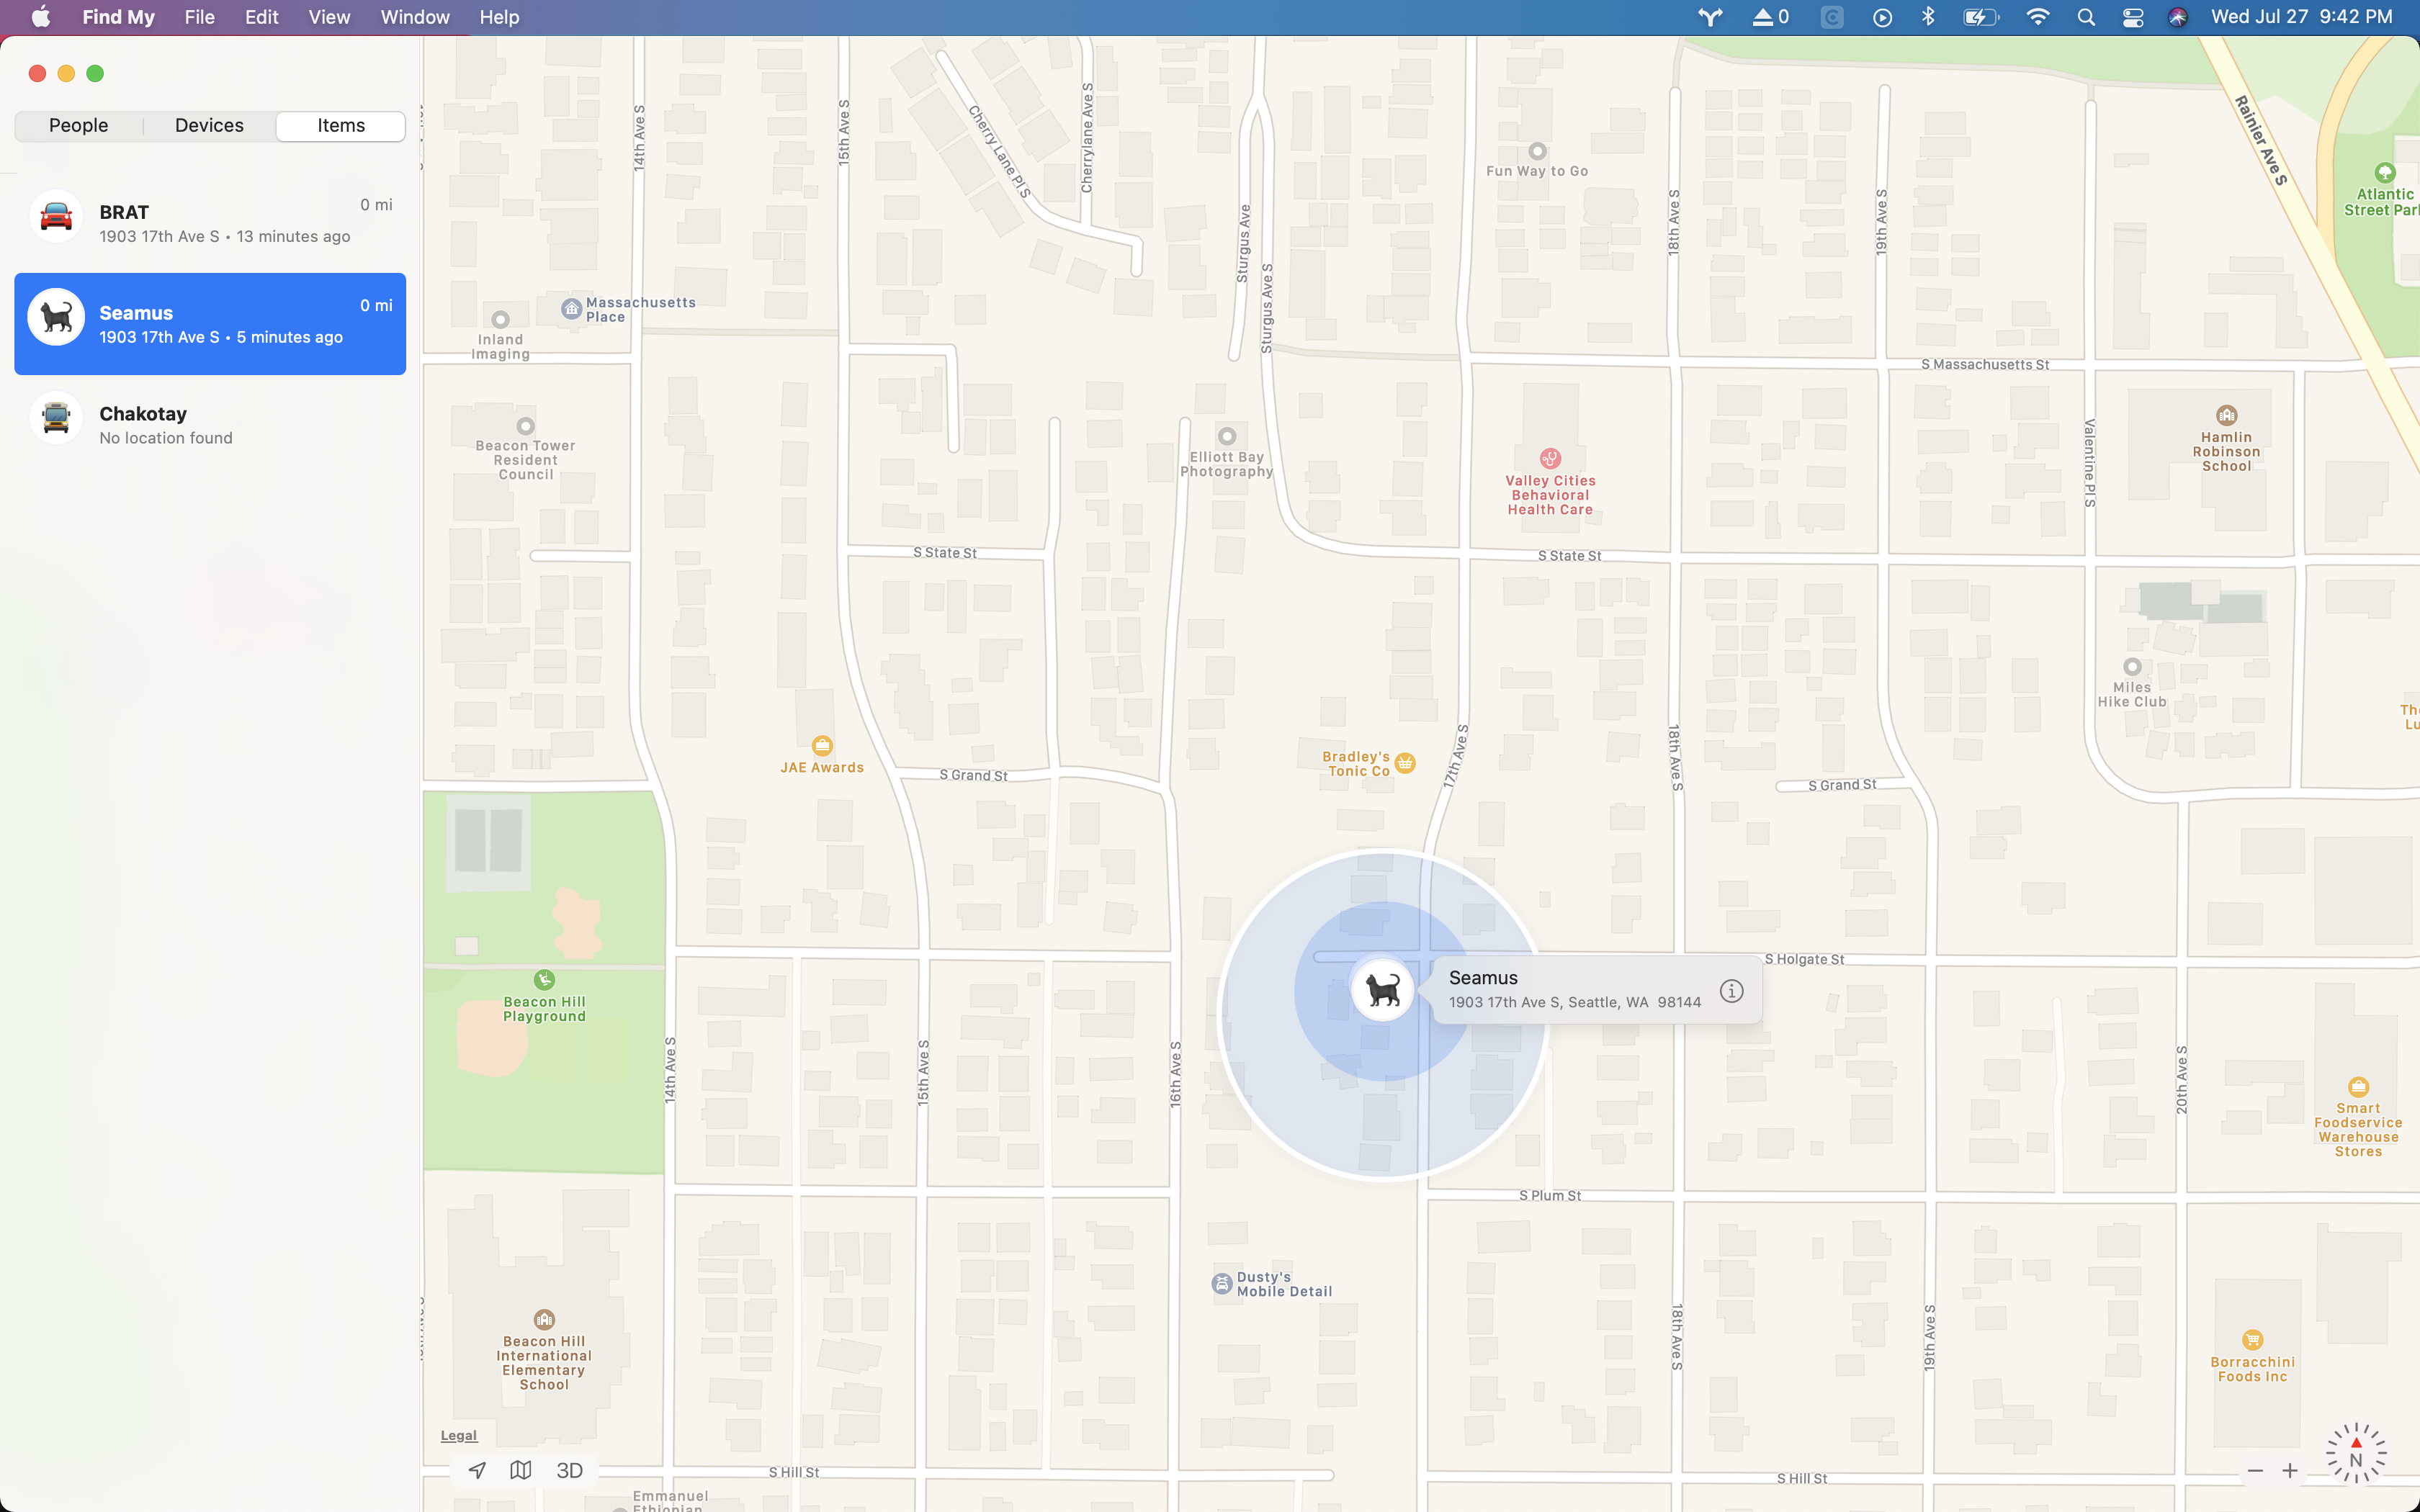 Find My File Edit View Window Help
0
Wed Jul 27 9:42 PM
People Devices Items
BRAT
0 mi
1903 17th Ave S • 13 minutes ago
Seamus
0 mi
1903 17th Ave S • 5 minutes ago
Chakotay
No location found
14th Ave S
15th Ave S
Cherry Lane Pl S
Cherrylane Ave S
Sturgus Ave
Sturgus Ave S
Fun Way to Go
18th Ave S
19th Ave S
Rainier Ave S
Atlantic
Street Park
Massachusetts
Place
Inland
Imaging
S Massachusetts St
Beacon Tower
Resident
Council
Elliott Bay
Photography
Valley Cities
Behavioral
Health Care
Valentine Pl S
Hamlin
Robinson
School
S State St
S State St
Miles
Hike Club
JAE Awards
S Grand St
Bradley's
Tonic Co
17th Ave S
18th Ave S
S Grand St
Beacon Hill
Playground
S Holgate St
Seamus
1903 17th Ave S, Seattle, WA 98144
14th Ave S
15th Ave S
16th Ave S
20th Ave S
Smart
Foodservice
Warehouse
Stores
S Plum St
Dusty's
Mobile Detail
Beacon Hill
International
Elementary
School
18th Ave S
19th Ave S
Borracchini
Foods Inc
Legal
3D
S Hill St
S Hill St
N
Emmanuel
Ethiopian